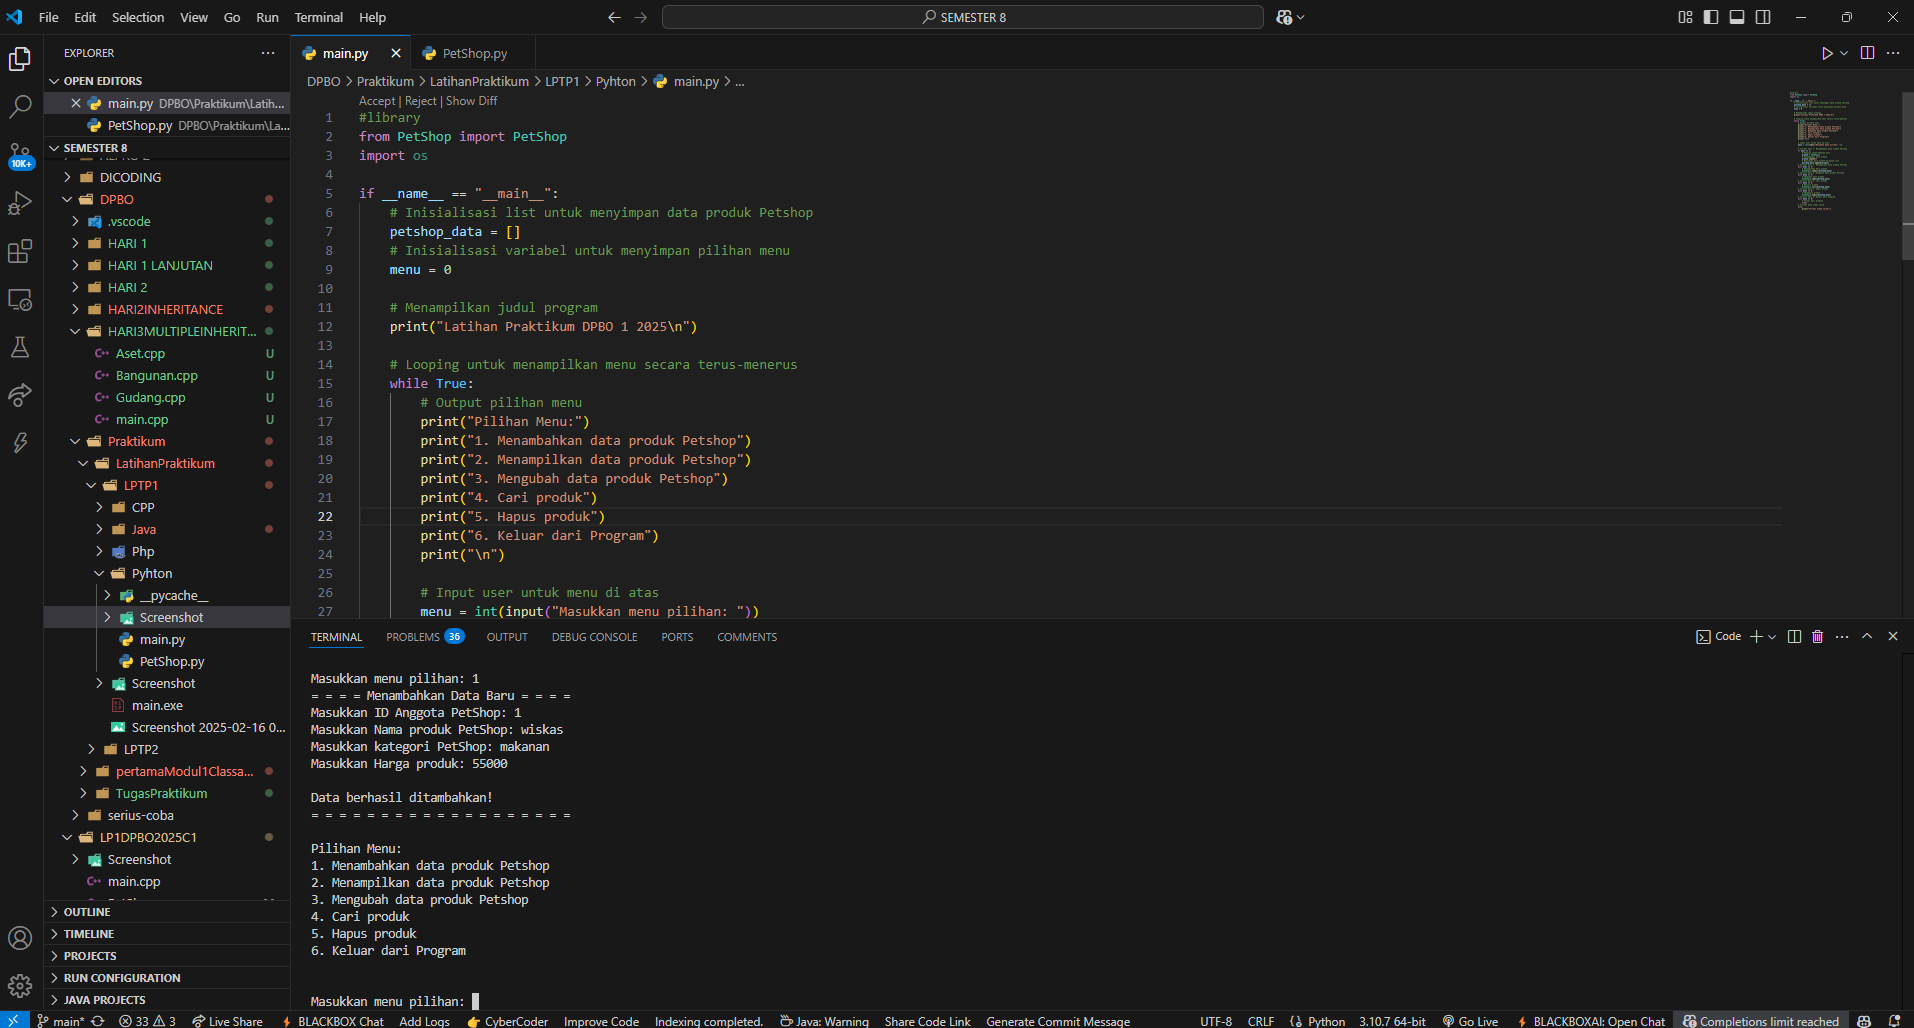 File Edit Selection View Go Run Terminal Help
SEMESTER 8
EXPLORER
OPEN EDITORS
main.py DPBO\Praktikum\Latih...
PetShop.py DPBO\Praktikum\La...
SEMESTER 8
DICODING
DPBO
.vscode
HARI 1
HARI 1 LANJUTAN
HARI 2
HARI2INHERITANCE
HARI3MULTIPLEINHERIT...
Aset.cpp U
Bangunan.cpp U
Gudang.cpp U
main.cpp U
Praktikum
LatihanPraktikum
LPTP1
CPP
Java
Php
Pyhton
__pycache__
Screenshot
main.py
PetShop.py
Screenshot
main.exe
Screenshot 2025-02-16 0...
LPTP2
pertamaModul1Classa...
TugasPraktikum
serius-coba
LP1DPBO2025C1
Screenshot
main.cpp
OUTLINE
TIMELINE
PROJECTS
RUN CONFIGURATION
JAVA PROJECTS
10K+
main.py
PetShop.py
DPBO > Praktikum > LatihanPraktikum > LPTP1 > Pyhton > main.py > ...
Accept | Reject | Show Diff
1 #library
2 from PetShop import PetShop
3 import os
4
5 if __name__ == "__main__":
6 # Inisialisasi list untuk menyimpan data produk Petshop
7 petshop_data = []
8 # Inisialisasi variabel untuk menyimpan pilihan menu
9 menu = 0
10
11 # Menampilkan judul program
12 print("Latihan Praktikum DPBO 1 2025\n")
13
14 # Looping untuk menampilkan menu secara terus-menerus
15 while True:
16 # Output pilihan menu
17 print("Pilihan Menu:")
18 print("1. Menambahkan data produk Petshop")
19 print("2. Menampilkan data produk Petshop")
20 print("3. Mengubah data produk Petshop")
21 print("4. Cari produk")
22 print("5. Hapus produk")
23 print("6. Keluar dari Program")
24 print("\n")
25
26 # Input user untuk menu di atas
27 menu = int(input("Masukkan menu pilihan: "))
TERMINAL PROBLEMS 36 OUTPUT DEBUG CONSOLE PORTS COMMENTS
Code
Masukkan menu pilihan: 1
= = = = Menambahkan Data Baru = = = =
Masukkan ID Anggota PetShop: 1
Masukkan Nama produk PetShop: wiskas
Masukkan kategori PetShop: makanan
Masukkan Harga produk: 55000
Data berhasil ditambahkan!
= = = = = = = = = = = = = = = = = = =
Pilihan Menu:
1. Menambahkan data produk Petshop
2. Menampilkan data produk Petshop
3. Mengubah data produk Petshop
4. Cari produk
5. Hapus produk
6. Keluar dari Program
Masukkan menu pilihan:
main* 33 3 Live Share BLACKBOX Chat Add Logs CyberCoder Improve Code Indexing completed. Java: Warning Share Code Link Generate Commit Message UTF-8 CRLF Python 3.10.7 64-bit Go Live BLACKBOXAI: Open Chat Completions limit reached